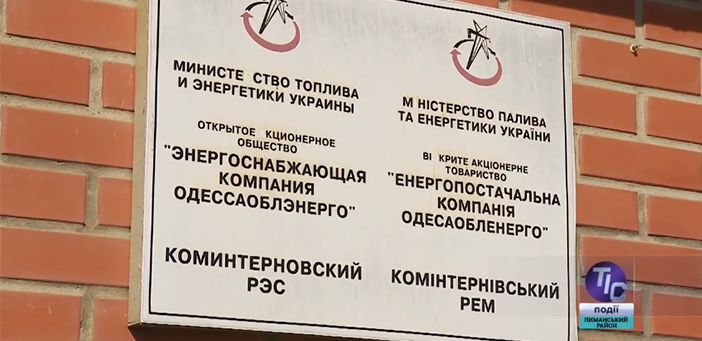 МИНИСТЕ СТВО ТОПЛИВА
И ЭНЕРГЕТИКИ УКРАИНЫ
ОТКРЫТОЕ КЦИОНЕРНОЕ
ОБЩЕСТВО
"ЭНЕРГОСНАБЖАЮЩАЯ
КОМПАНИЯ
ОДЕССАОБЛЭНЕРГО"
КОМИНТЕРНОВСКИЙ
РЭС
М НІСТЕРСТВО ПАЛИВА
ТА ЕНЕРГЕТИКИ УКРАЇНИ
ВІ КРИТЕ АКЦІОНЕРНЕ
ТОВАРИСТВО
"ЕНЕРГОПОСТАЧАЛЬНА
КОМПАНІЯ
ОДЕСАОБЛЕНЕРГО"
КОМІНТЕРНІВСЬКИЙ
РЕМ
ТІС
ПОДІЇ
ЛИМАНСЬКИЙ
РАЙОН